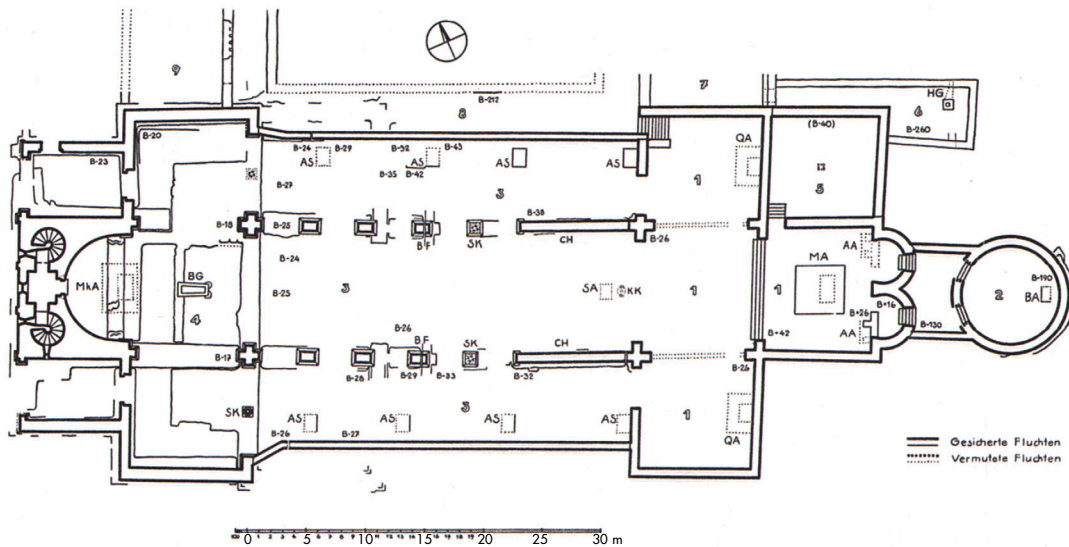 9
8
7
HG
6
B-260
B-212
B-20
B-23
B-24
B-29
B-52
B-43
AS
AS
AS
AS
B-35
B-42
QA
(B-40)
5
1
3
B-27
B-18
B-25
BF
SK
B-38
CH
B-26
B-24
MkA
BG
B-25
3
SA
KK
1
1
MA
AA
B+16
B+26
AA
B-190
2
BA
B-130
4
B-26
B+42
B-17
BF
SK
CH
B-28
B-29
B-33
B-32
B-26
SK
AS
AS
AS
AS
3
1
QA
B-26
B-27
Gesicherte Fluchten
Vermutete Fluchten
0 5 10 15 20 25 30 m